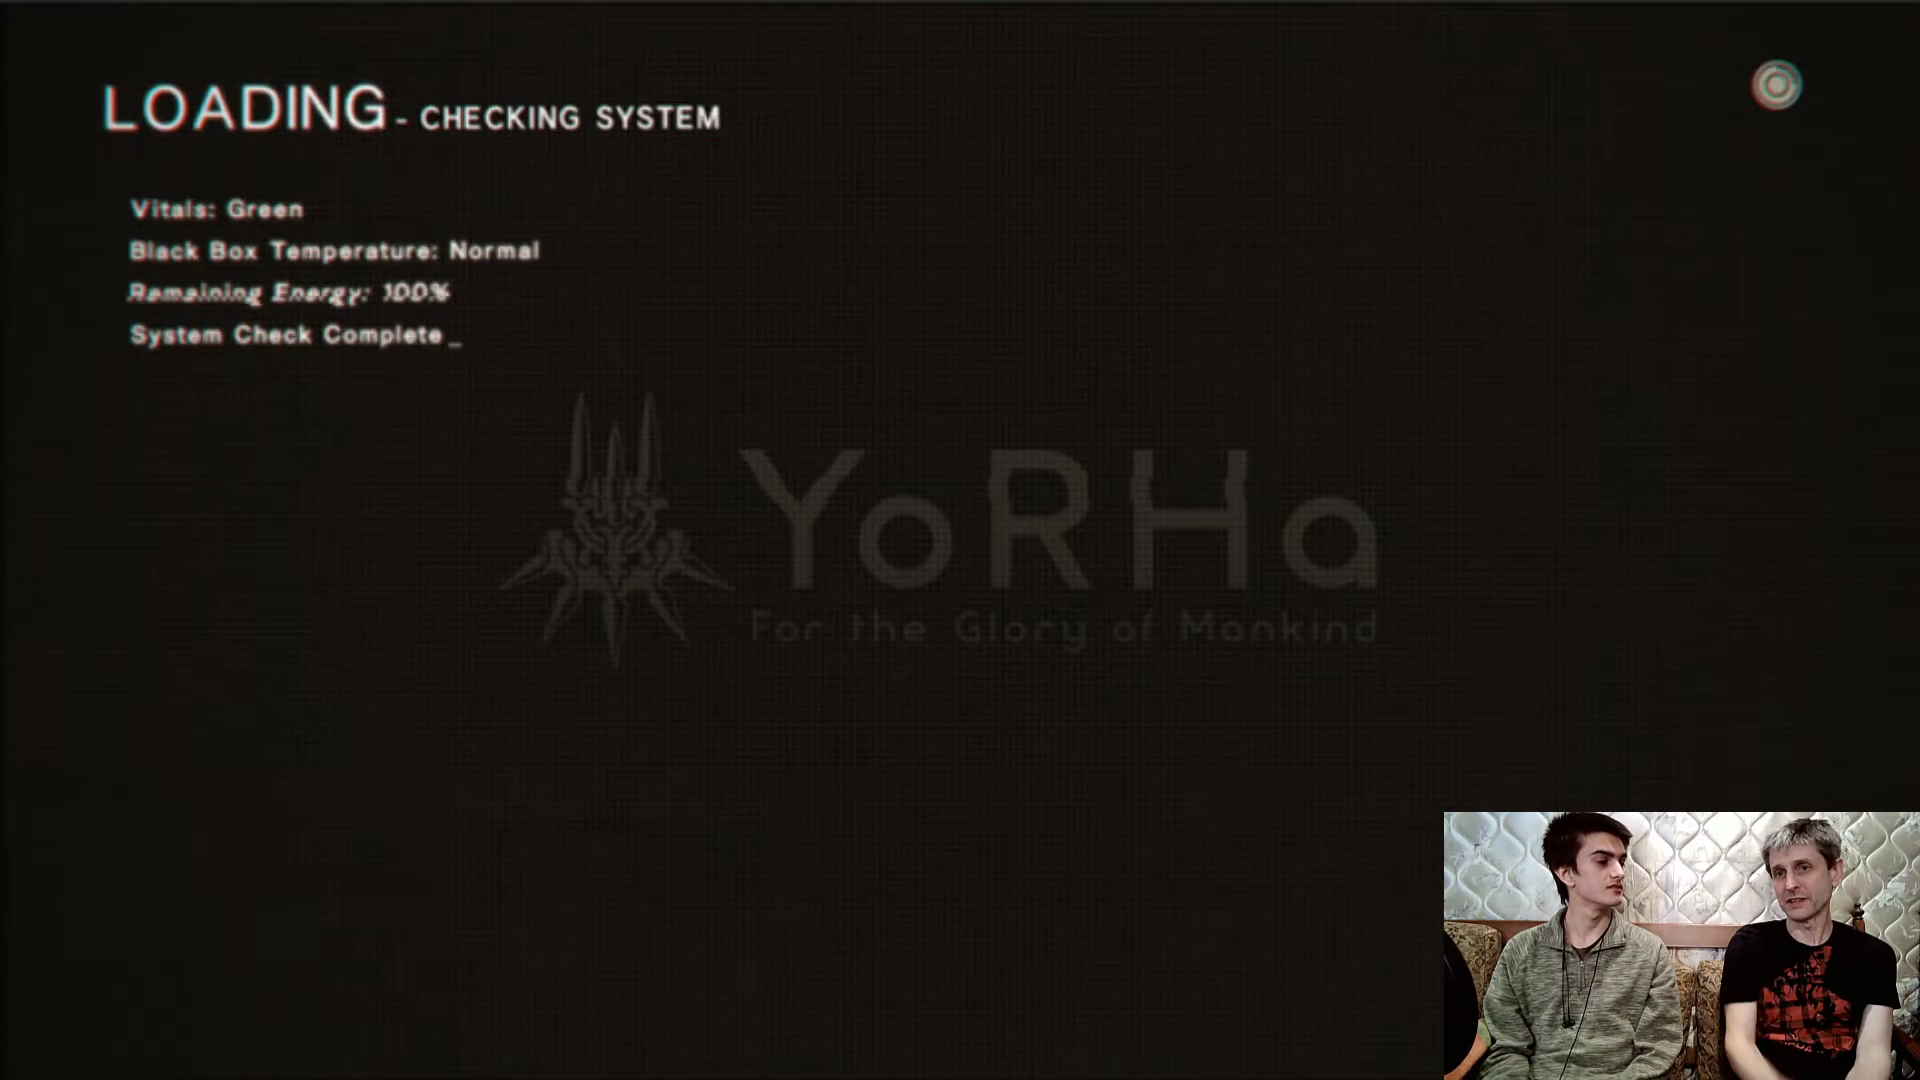 LOADING - CHECKING SYSTEM
Vitals: Green
Black Box Temperature: Normal
Remaining Energy: 100%
System Check Complete_
YoRHa
For the Glory of Mankind